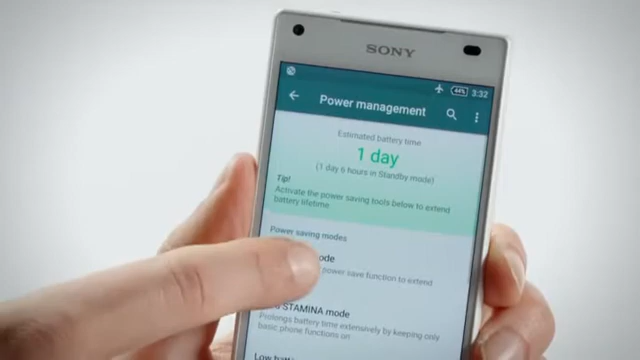 SONY
44% 3:32
Power management
Estimated battery time
1 day
(1 day 6 hours in Standby mode)
Tip!
Activate the power saving tools below to extend
battery lifetime
Power saving modes
power save function to extend
STAMINA mode
Prolongs battery time extensively by keeping only
basic phone functions on